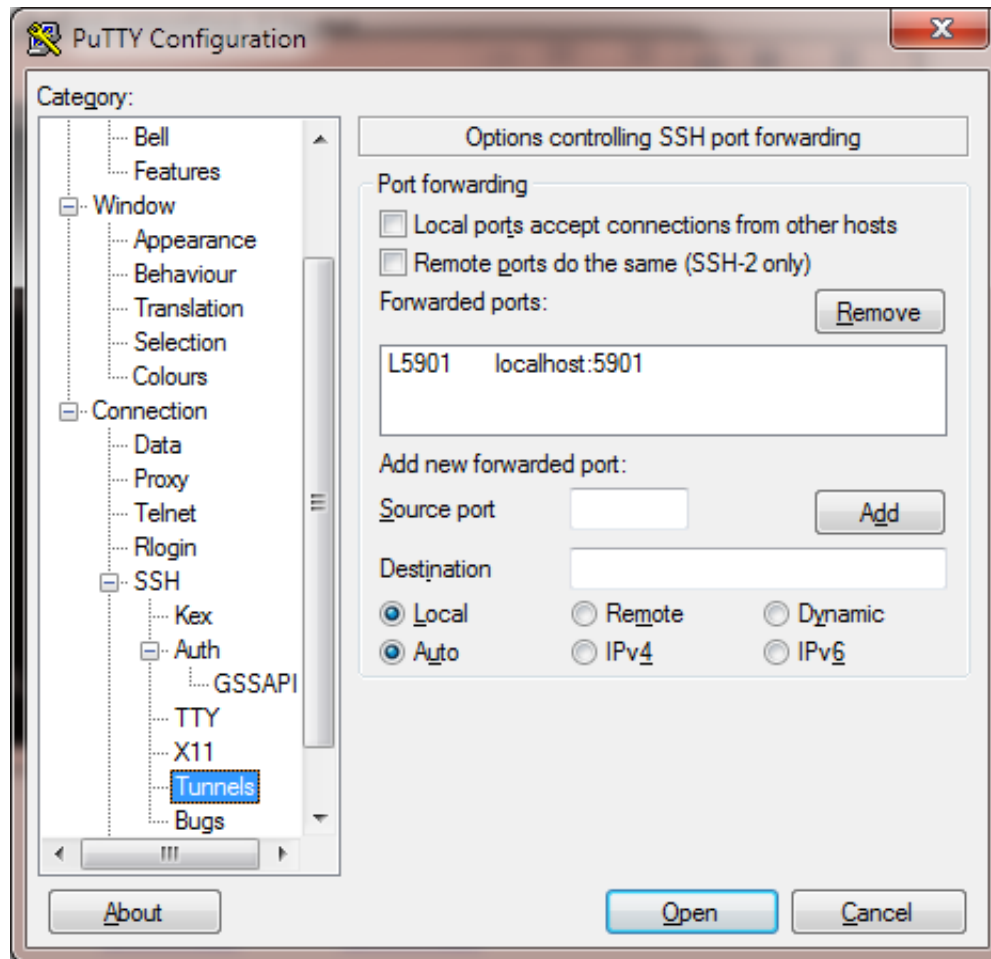 PuTTY Configuration
Category:
Bell
Features
Window
Appearance
Behaviour
Translation
Selection
Colours
Connection
Data
Proxy
Telnet
Rlogin
SSH
Kex
Auth
GSSAPI
TTY
X11
Tunnels
Bugs
Options controlling SSH port forwarding
Port forwarding
Local ports accept connections from other hosts
Remote ports do the same (SSH-2 only)
Forwarded ports:
Remove
L5901 localhost:5901
Add new forwarded port:
Source port
Add
Destination
Local Remote Dynamic
Auto IPv4 IPv6
About
Open
Cancel